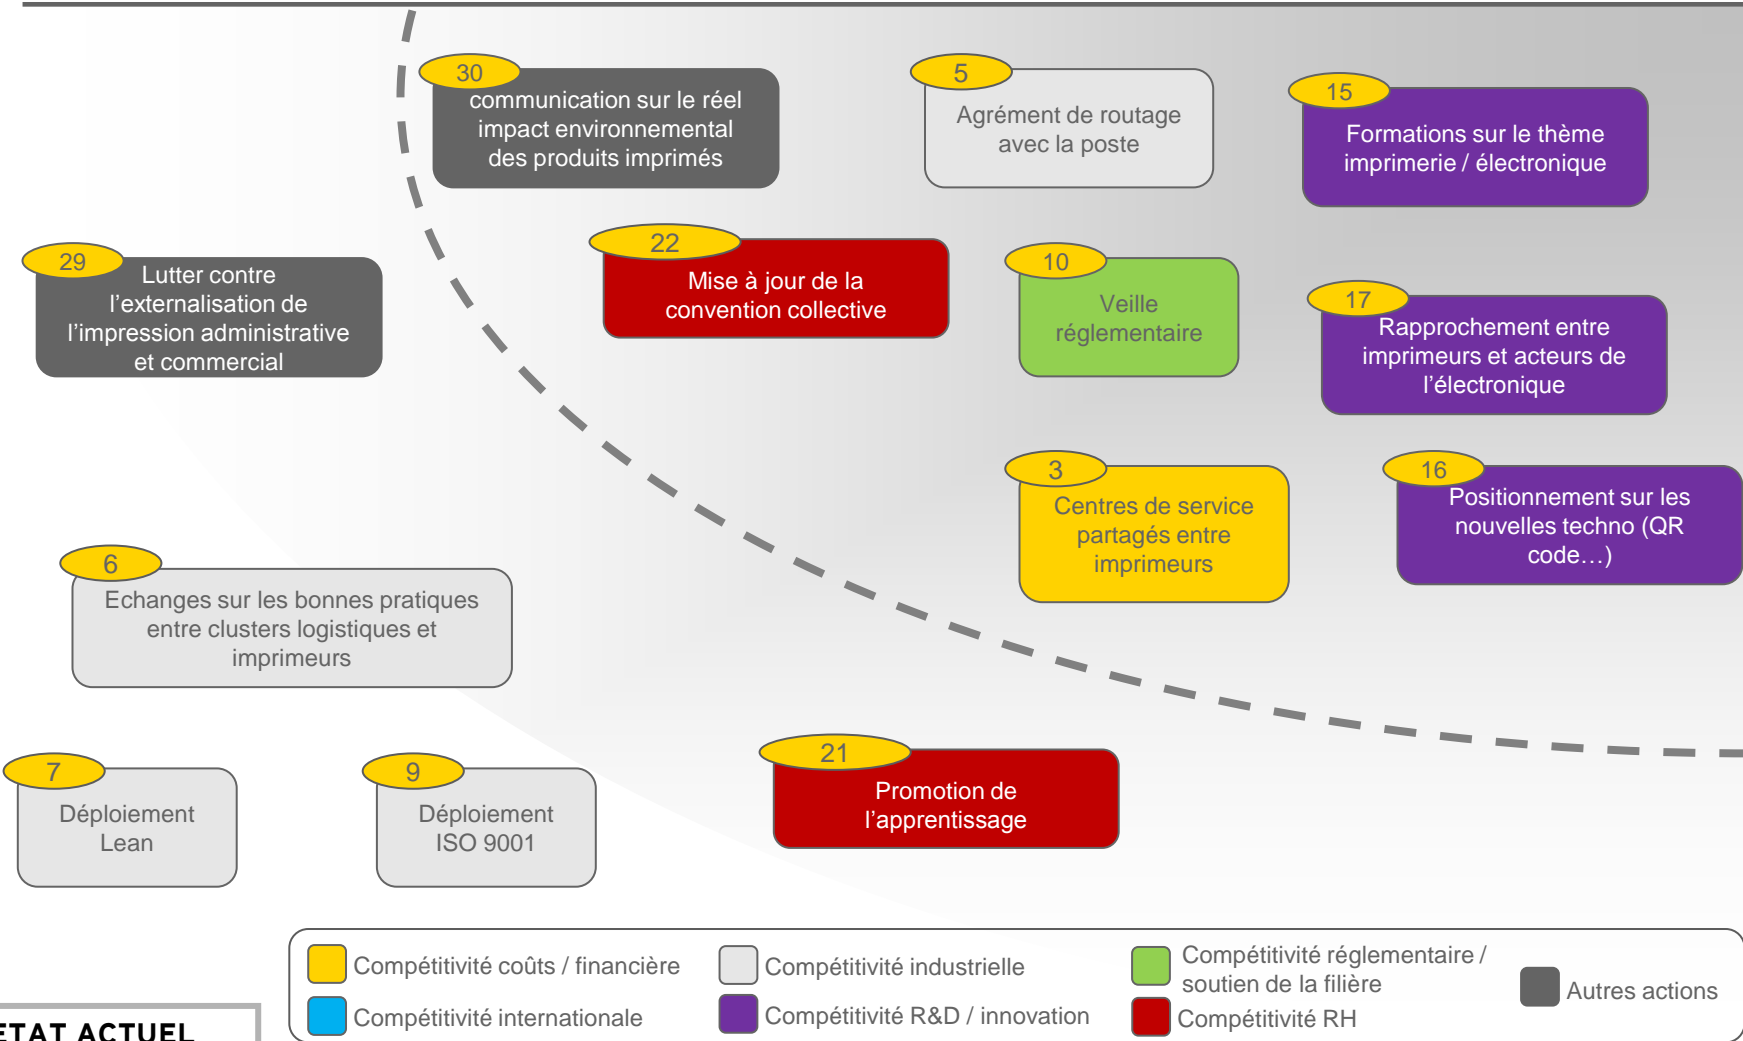 30
communication sur le réel
impact environnemental
des produits imprimés
5
Agrément de routage
avec la poste
15
Formations sur le thème
imprimerie / électronique
29
Lutter contre
l’externalisation de
l’impression administrative
et commercial
22
Mise à jour de la
convention collective
10
Veille
réglementaire
17
Rapprochement entre
imprimeurs et acteurs de
l’électronique
3
Centres de service
partagés entre
imprimeurs
16
Positionnement sur les
nouvelles techno (QR
code…)
6
Echanges sur les bonnes pratiques
entre clusters logistiques et
imprimeurs
7
Déploiement
Lean
9
Déploiement
ISO 9001
21
Promotion de
l’apprentissage
Compétitivité coûts / financière
Compétitivité industrielle
Compétitivité réglementaire /
soutien de la filière
Autres actions
Compétitivité internationale
Compétitivité R&D / innovation
Compétitivité RH
ETAT ACTUEL